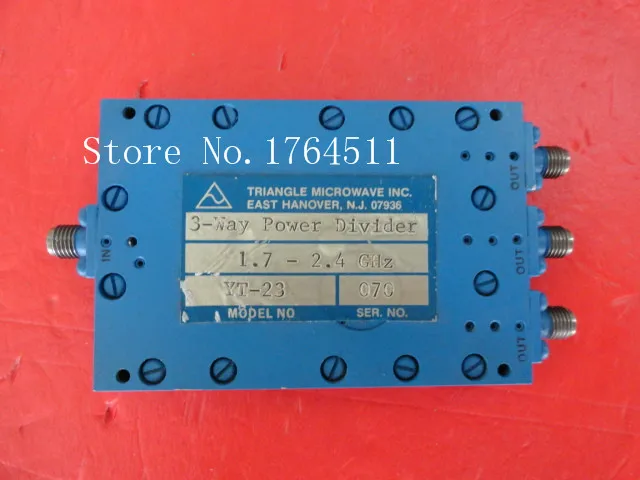 Store No.1764511
TRIANGLE MICROWAVE INC.
EAST HANOVER, N.J. 07936
3-Way Power Divider
1.7 - 2.4 GHz
YT-23
070
MODEL NO
SER. NO.
IN
OUT
OUT
OUT